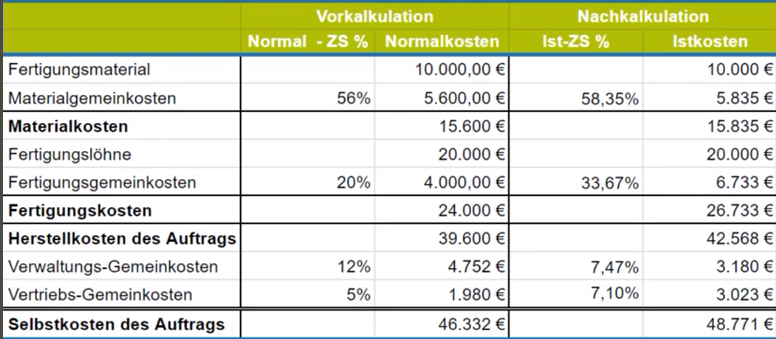 Vorkalkulation Nachkalkulation
Normal - ZS % Normalkosten Ist-ZS % Istkosten
Fertigungsmaterial 10.000,00 € 10.000 €
Materialgemeinkosten 56% 5.600,00 € 58,35% 5.835 €
Materialkosten 15.600 € 15.835 €
Fertigungslöhne 20.000 € 20.000 €
Fertigungsgemeinkosten 20% 4.000,00 € 33,67% 6.733 €
Fertigungskosten 24.000 € 26.733 €
Herstellkosten des Auftrags 39.600 € 42.568 €
Verwaltungs-Gemeinkosten 12% 4.752 € 7,47% 3.180 €
Vertriebs-Gemeinkosten 5% 1.980 € 7,10% 3.023 €
Selbstkosten des Auftrags 46.332 € 48.771 €